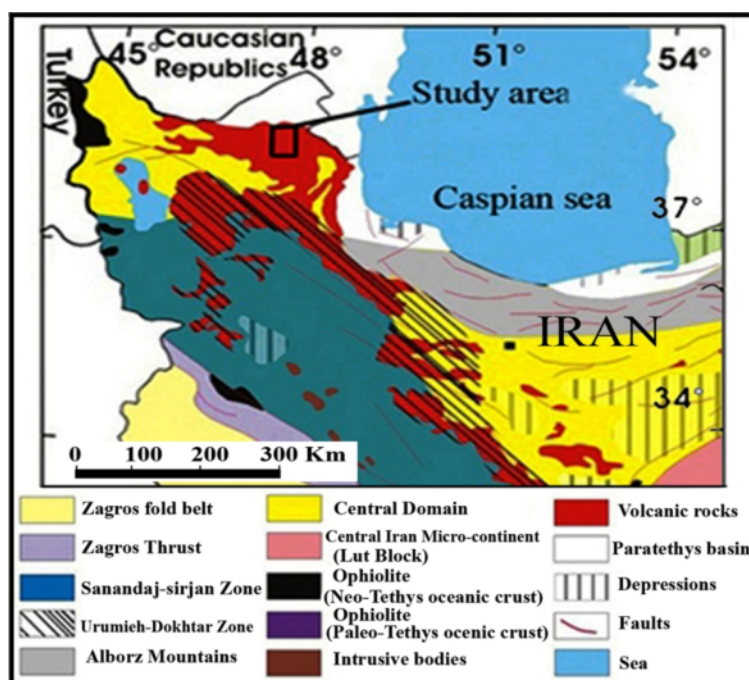 45° 48° 51° 54°
Caucasian
Republics
Turkey
Study area
Caspian sea
37°
IRAN
34°
0 100 200 300 Km
Zagros fold belt
Central Domain
Volcanic rocks
Zagros Thrust
Central Iran Micro-continent
(Lut Block)
Paratethys basin
Sanandaj-sirjan Zone
Ophiolite
(Neo-Tethys oceanic crust)
Depressions
Urumieh-Dokhtar Zone
Ophiolite
(Paleo-Tethys ocenic crust)
Faults
Alborz Mountains
Intrusive bodies
Sea